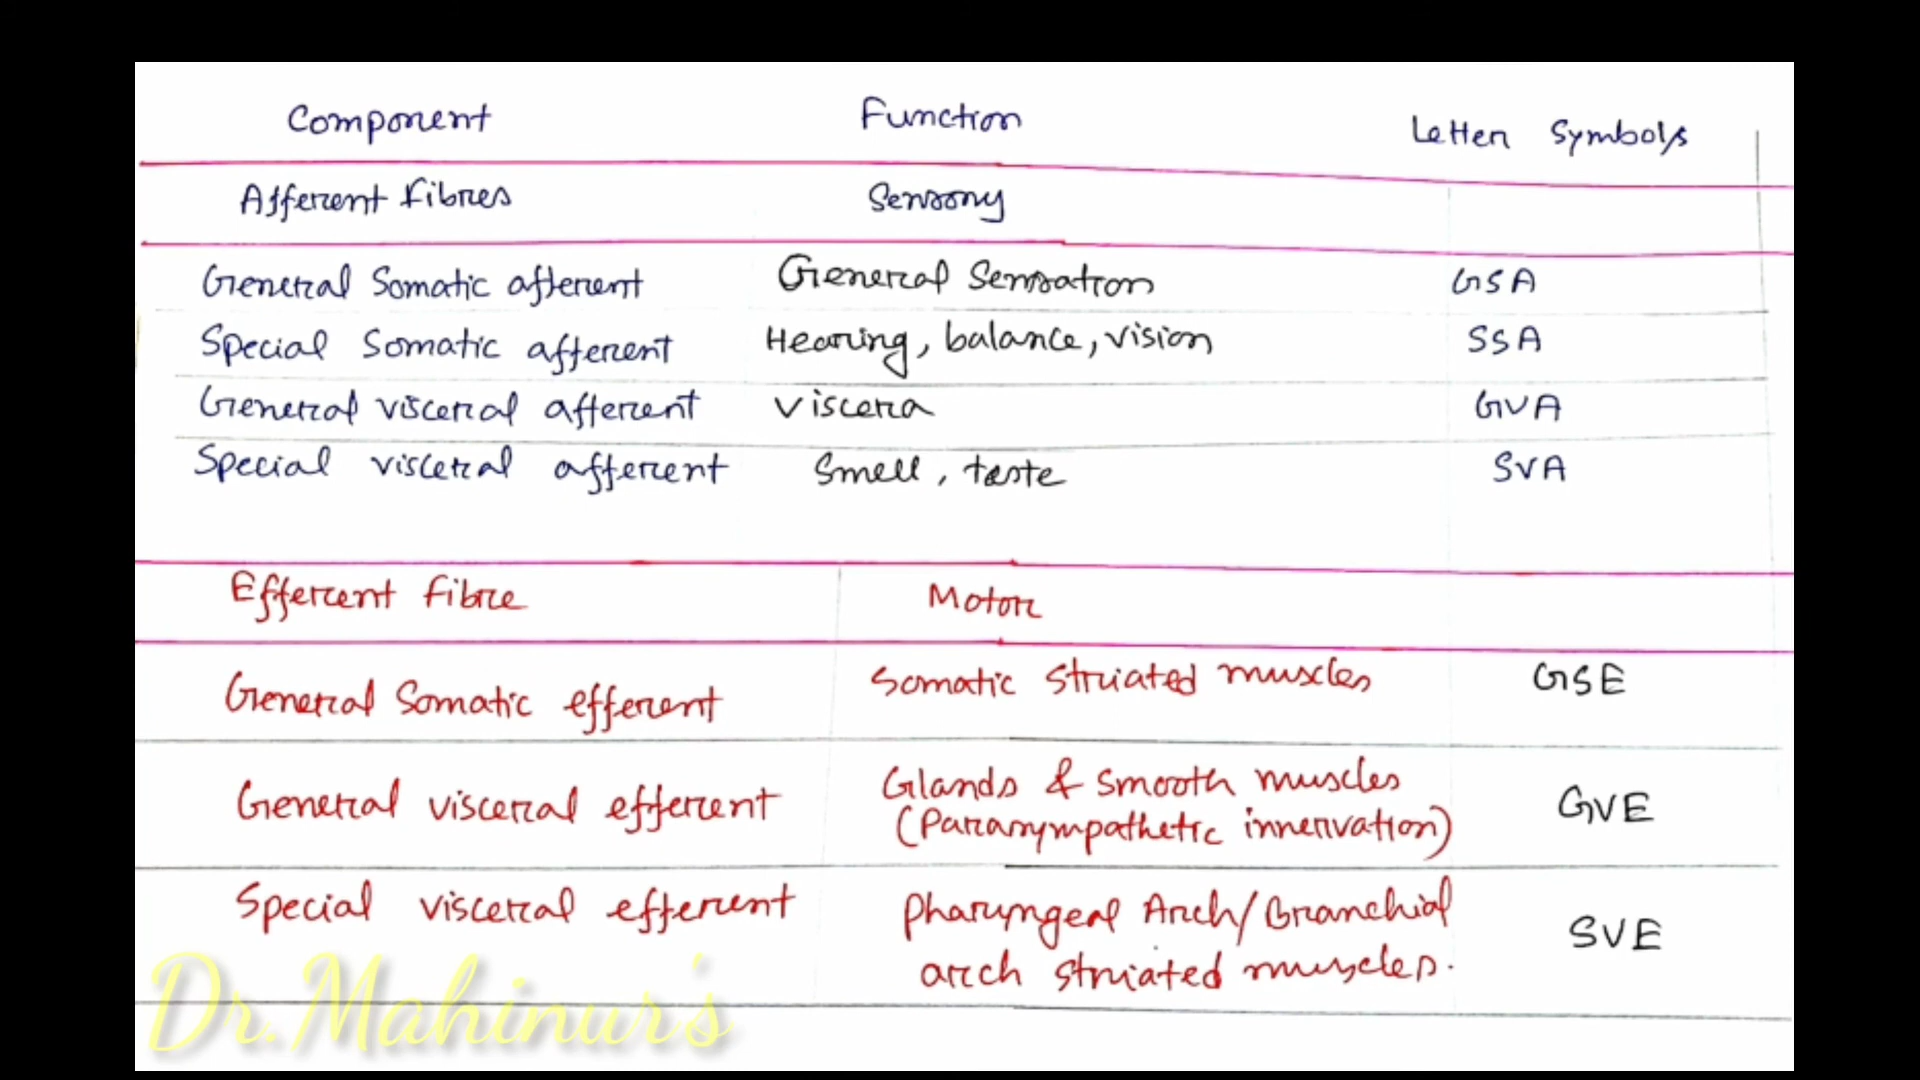 Component Function Letter Symbols
Afferent fibres Sensory
General Somatic afferent General Sensation GSA
Special Somatic afferent Hearing, balance, vision SSA
General visceral afferent viscera GVA
Special visceral afferent Smell, taste SVA
Efferent fibre Motor
General Somatic efferent Somatic striated muscles GSE
General visceral efferent Glands & smooth muscles
(Parasympathetic innervation) GVE
Special visceral efferent Pharyngeal Arch/Branchial
arch striated muscles. SVE
Dr.Mahinur's